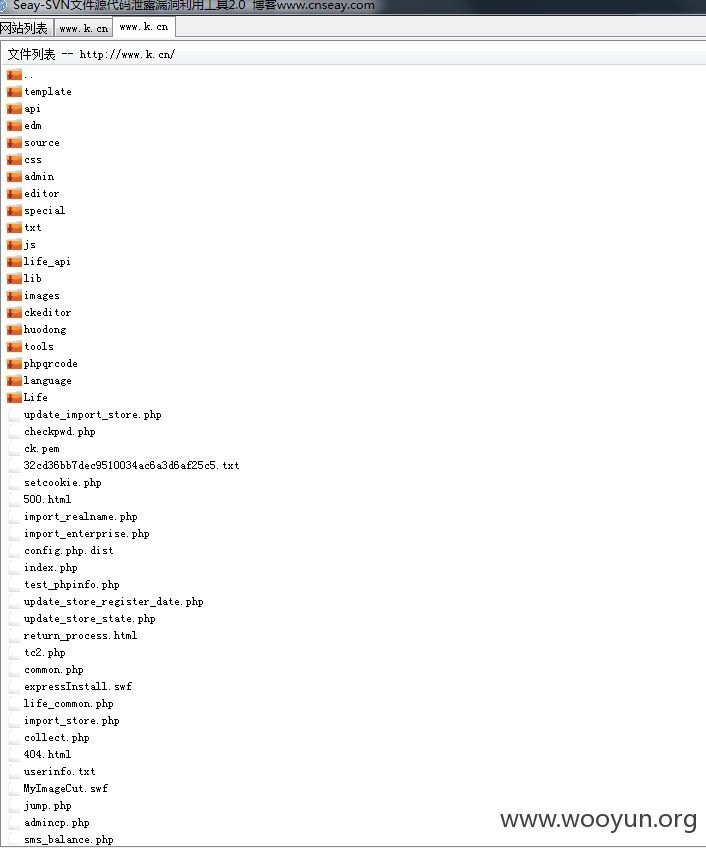 Seay-SVN文件源代码泄露漏洞利用工具2.0 博客www.cnseay.com
网站列表 www.k.cn www.k.cn
文件列表 -- http://www.k.cn/
..
template
api
edm
source
css
admin
editor
special
txt
js
life_api
lib
images
ckeditor
huodong
tools
phpqrcode
language
Life
update_import_store.php
checkpwd.php
ck.pem
32cd36bb7dec9510034ac6a3d6af25c5.txt
setcookie.php
500.html
import_realname.php
import_enterprise.php
config.php.dist
index.php
test_phpinfo.php
update_store_register_date.php
update_store_state.php
return_process.html
tc2.php
common.php
expressInstall.swf
life_common.php
import_store.php
collect.php
404.html
userinfo.txt
MyImageCut.swf
jump.php
admincp.php
sms_balance.php
www.wooyun.org